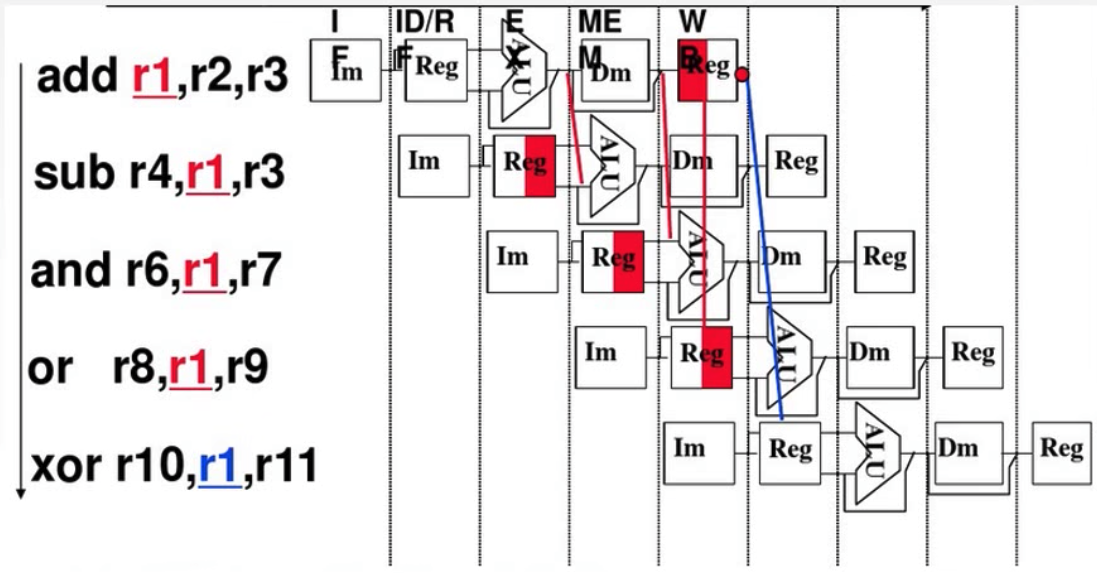 IF ID/RF EX MEM WB
add r1,r2,r3 Im Reg ALU Dm Reg
sub r4,r1,r3 Im Reg ALU Dm Reg
and r6,r1,r7 Im Reg ALU Dm Reg
or r8,r1,r9 Im Reg ALU Dm Reg
xor r10,r1,r11 Im Reg ALU Dm Reg